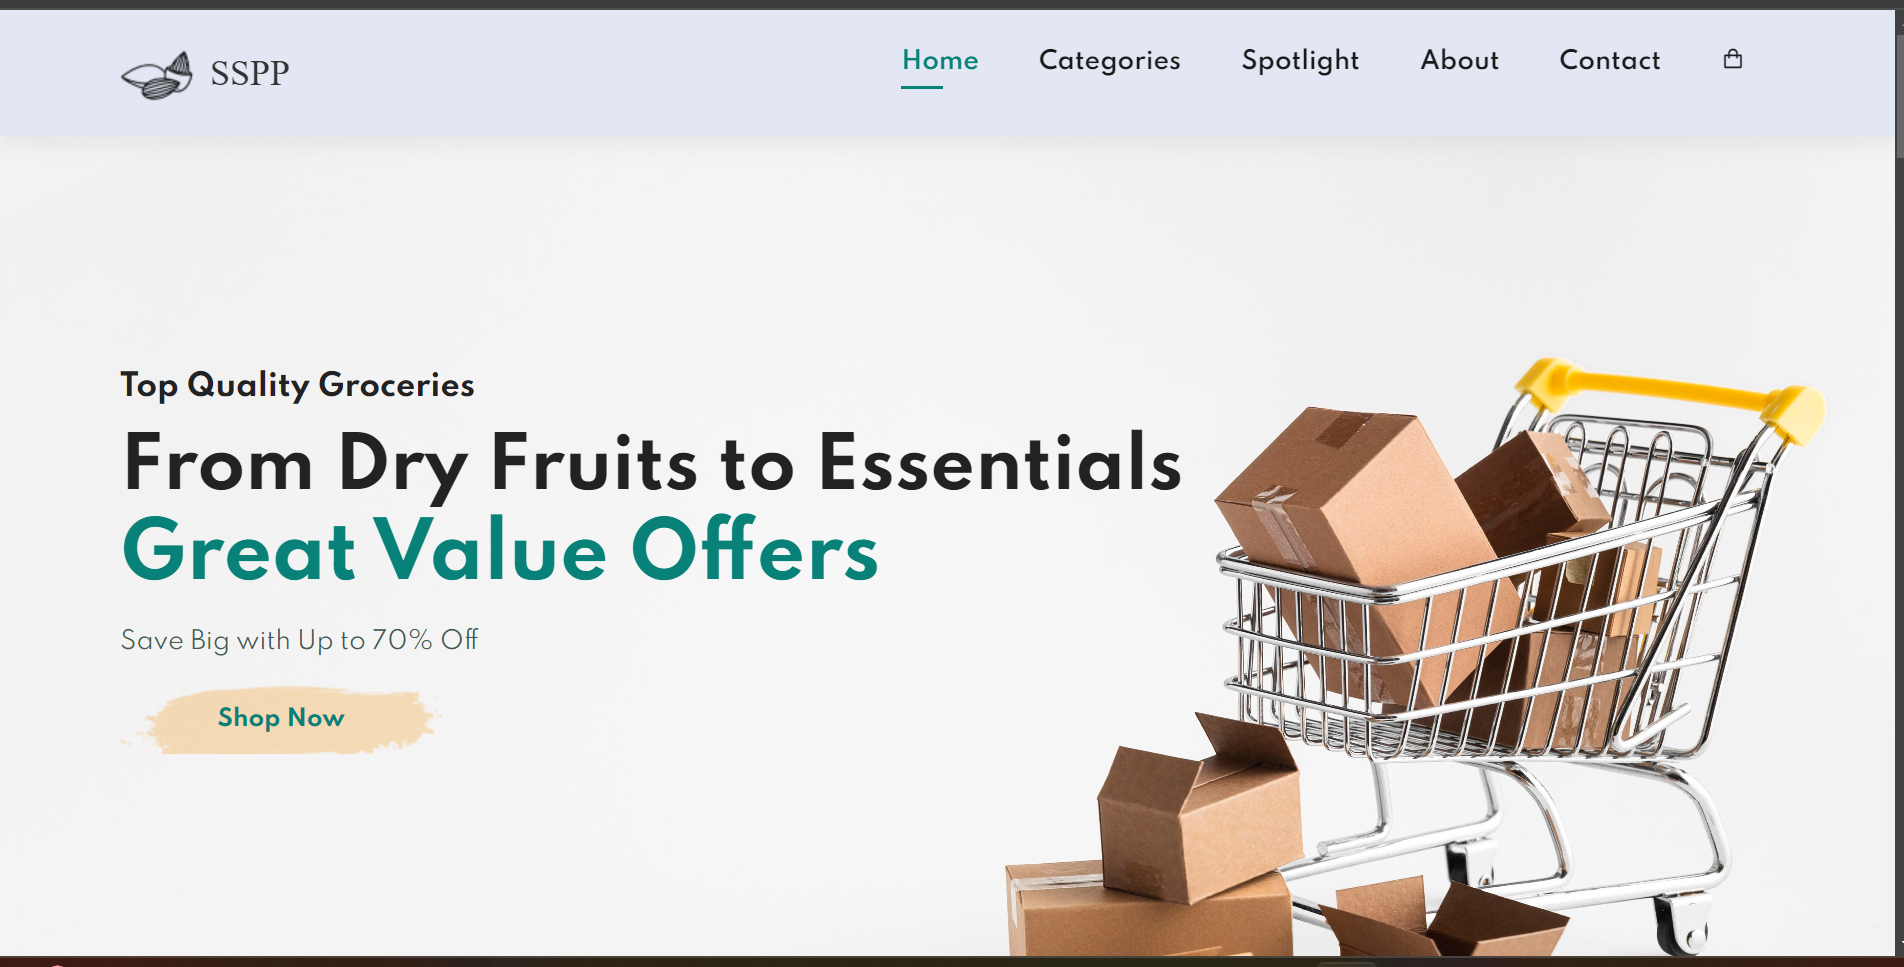 SSPP
Home Categories Spotlight About Contact
Top Quality Groceries
From Dry Fruits to Essentials
Great Value Offers
Save Big with Up to 70% Off
Shop Now